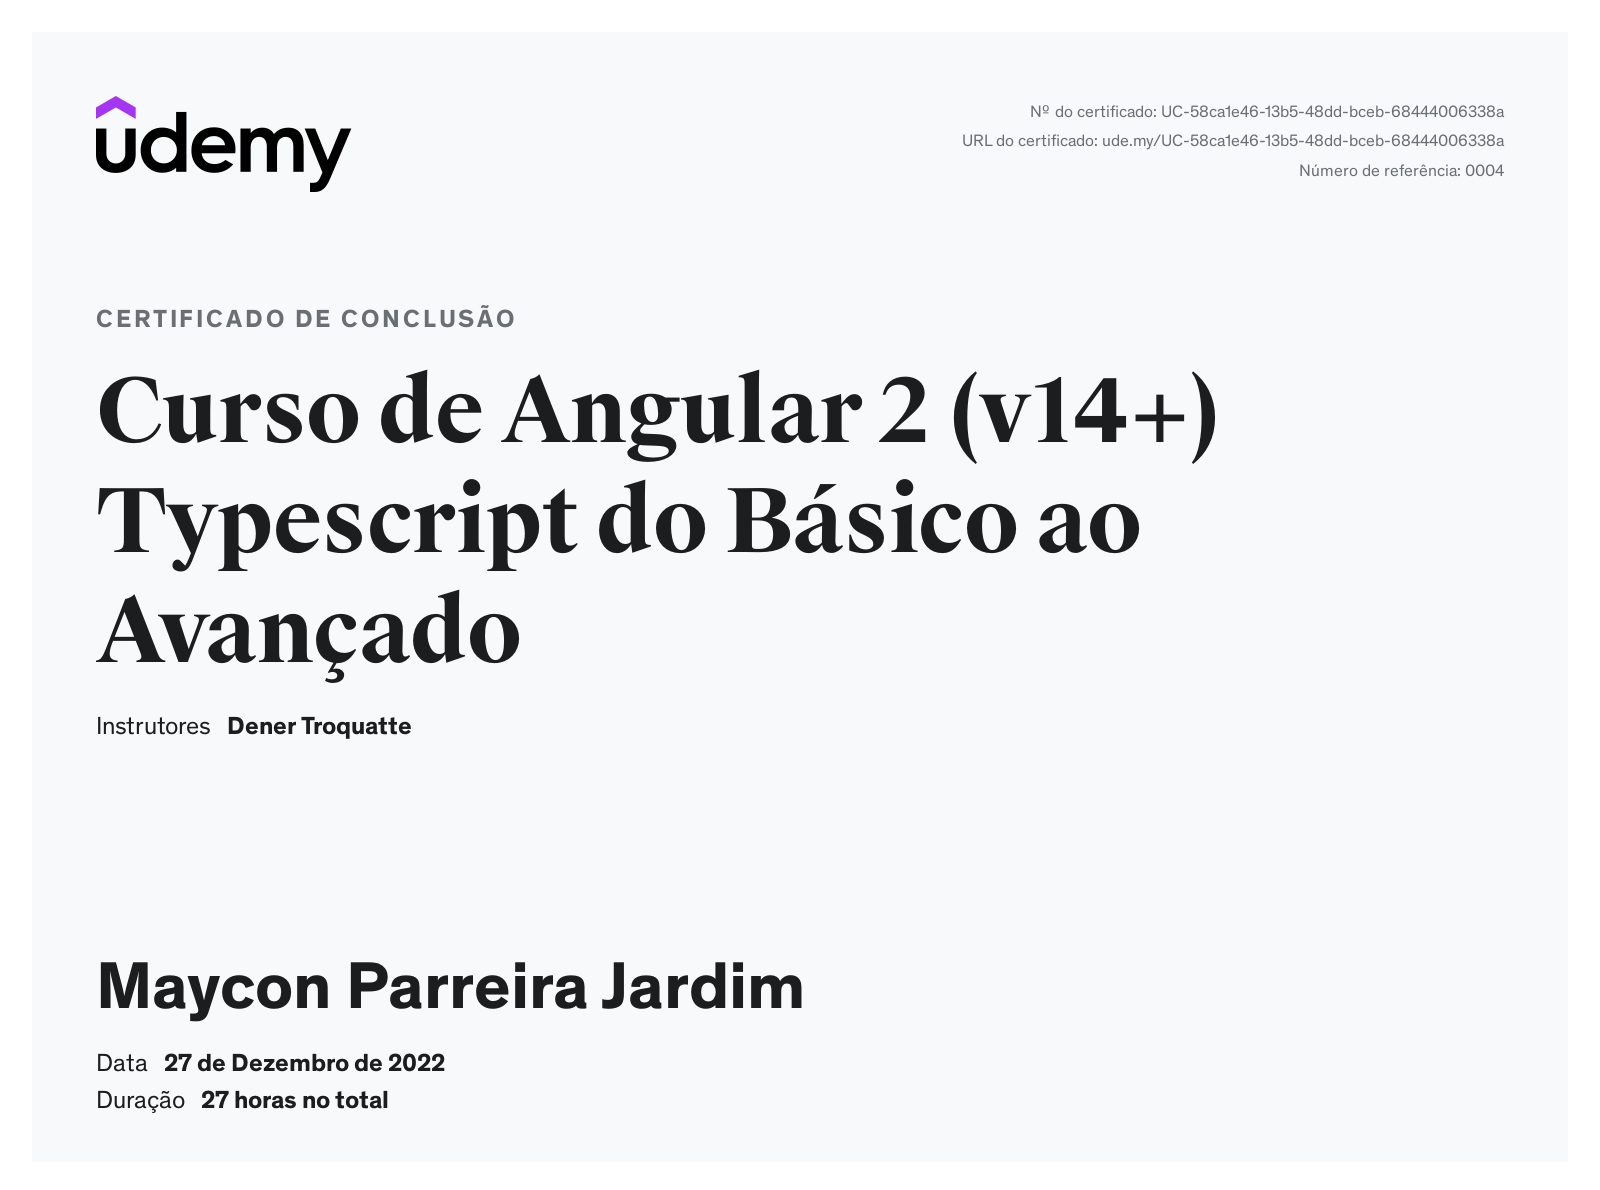 udemy
Nº do certificado: UC-58ca1e46-13b5-48dd-bceb-68444006338a
URL do certificado: ude.my/UC-58ca1e46-13b5-48dd-bceb-68444006338a
Número de referência: 0004
CERTIFICADO DE CONCLUSÃO
Curso de Angular 2 (v14+)
Typescript do Básico ao
Avançado
Instrutores Dener Troquatte
Maycon Parreira Jardim
Data 27 de Dezembro de 2022
Duração 27 horas no total